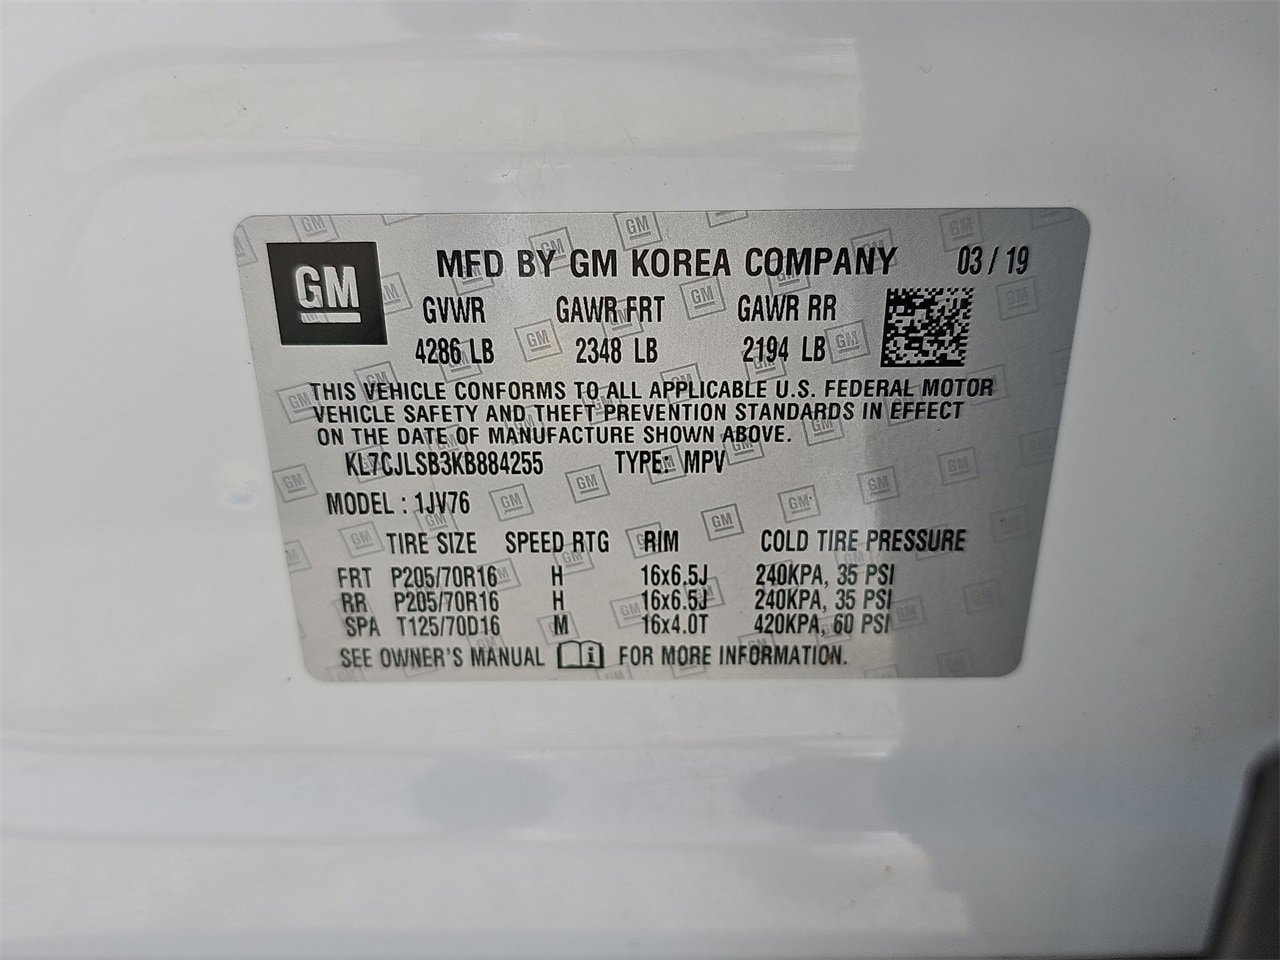 GM
MFD BY GM KOREA COMPANY 03 / 19
GVWR GAWR FRT GAWR RR
4286 LB 2348 LB 2194 LB
THIS VEHICLE CONFORMS TO ALL APPLICABLE U.S. FEDERAL MOTOR
VEHICLE SAFETY AND THEFT PREVENTION STANDARDS IN EFFECT
ON THE DATE OF MANUFACTURE SHOWN ABOVE.
KL7CJLSB3KB884255 TYPE: MPV
MODEL : 1JV76
TIRE SIZE SPEED RTG RIM COLD TIRE PRESSURE
FRT P205/70R16 H 16x6.5J 240KPA, 35 PSI
RR P205/70R16 H 16x6.5J 240KPA, 35 PSI
SPA T125/70D16 M 16x4.0T 420KPA, 60 PSI
SEE OWNER'S MANUAL i FOR MORE INFORMATION.